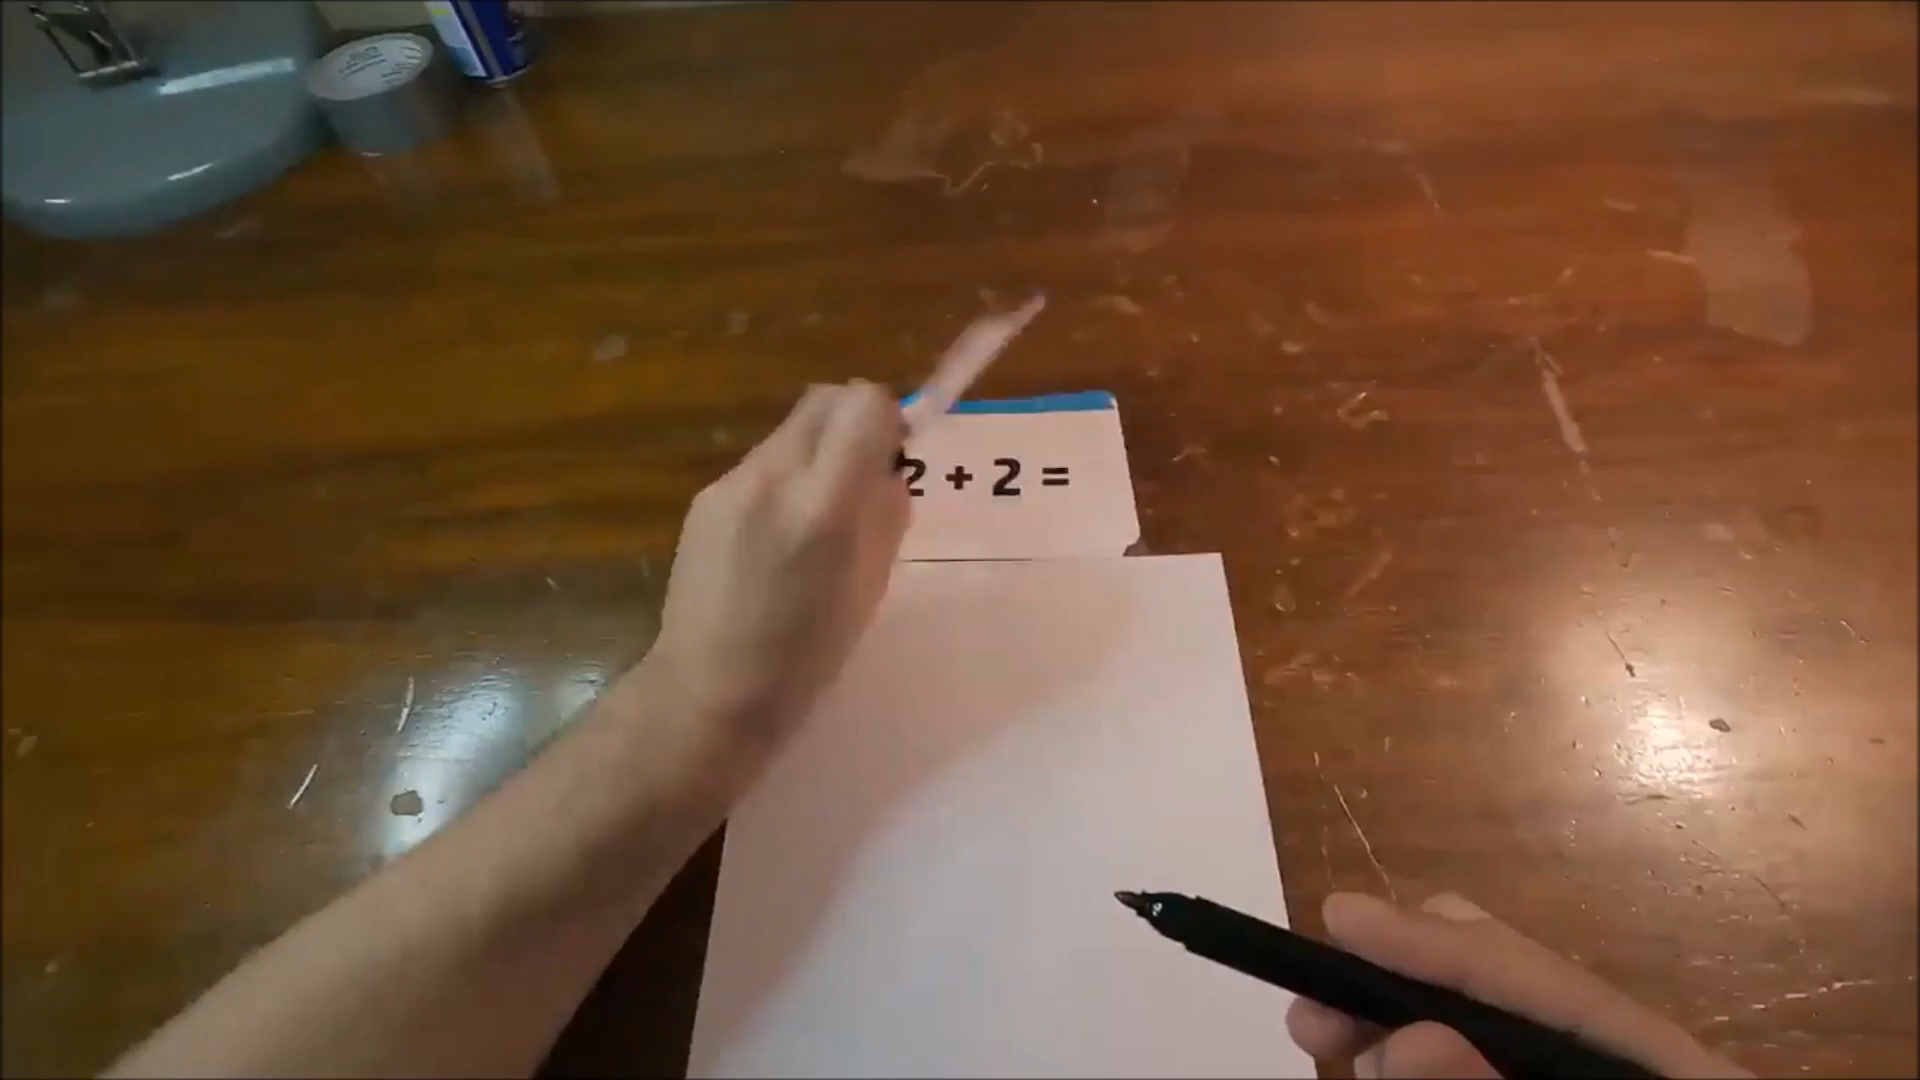 2 + 2 =